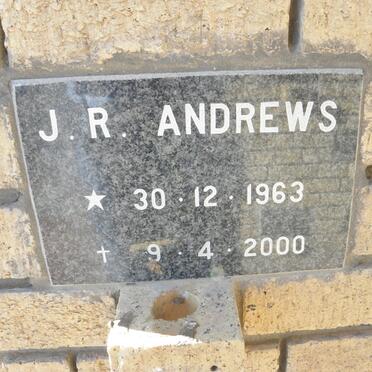 J. R. ANDREWS
★ 30 · 12 · 1963
† 9 · 4 · 2000